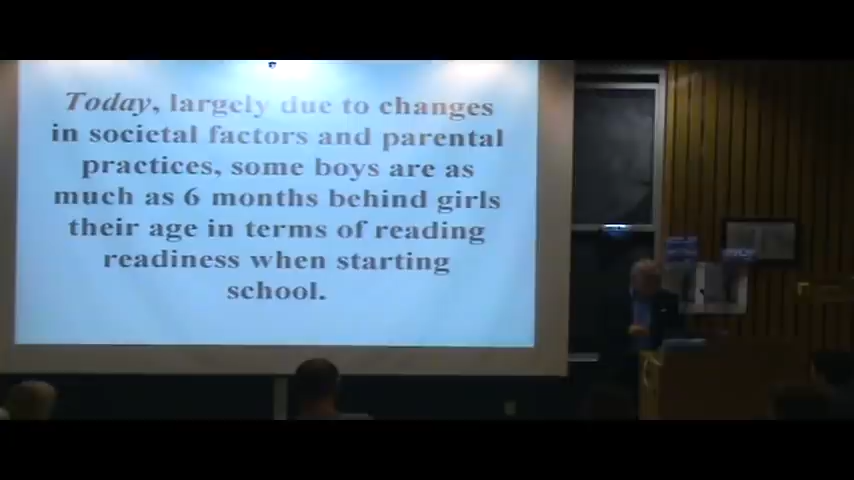 Today, largely due to changes
in societal factors and parental
practices, some boys are as
much as 6 months behind girls
their age in terms of reading
readiness when starting
school.